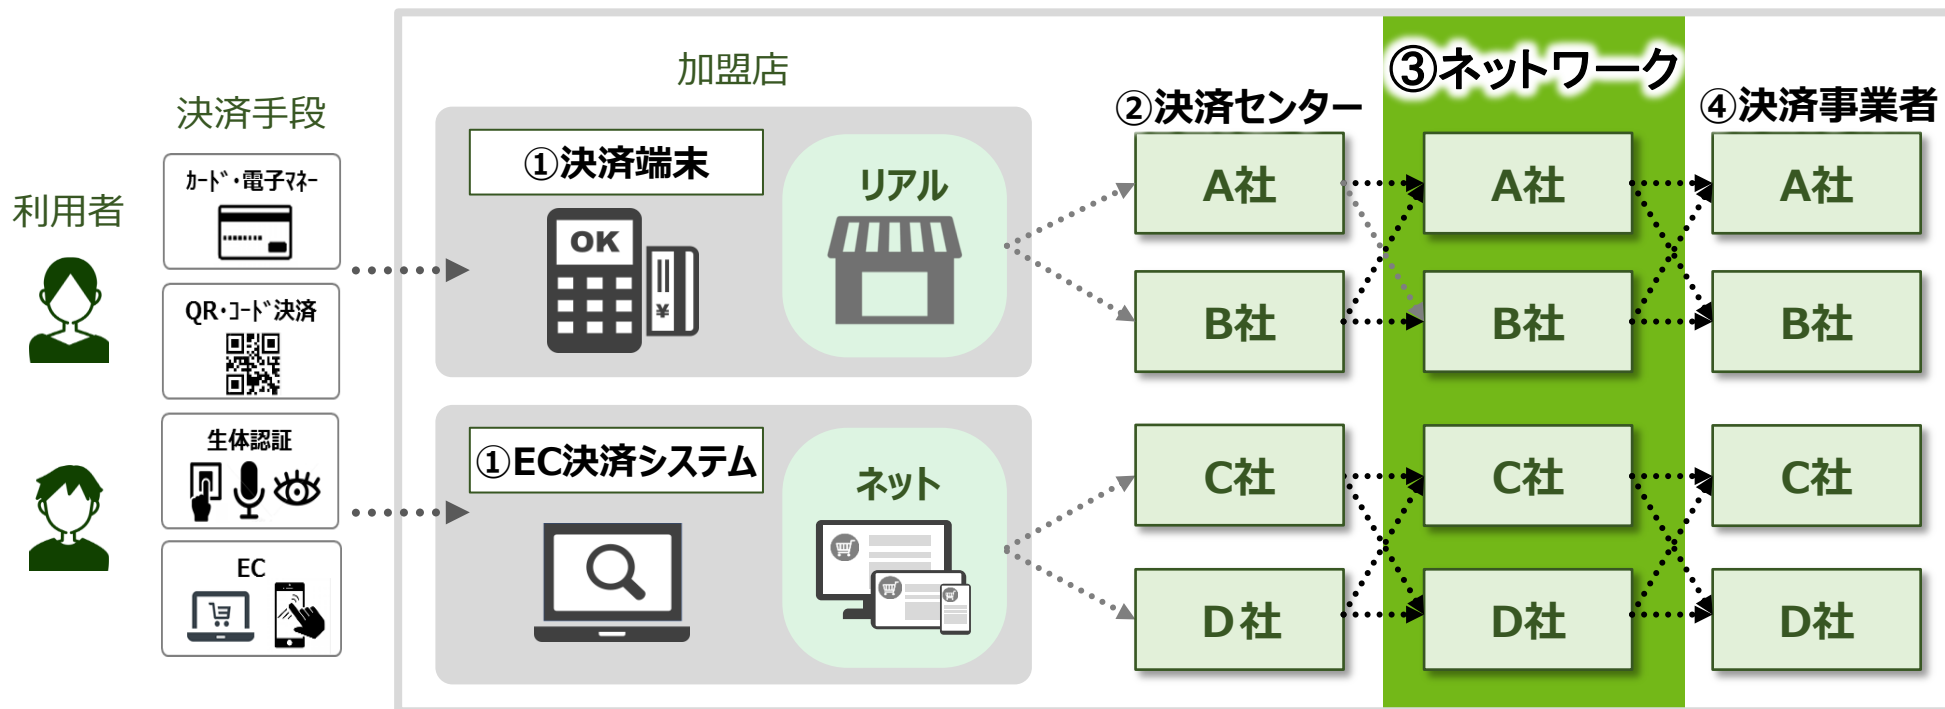 利用者
決済手段
カード・電子マネー
QR・コード決済
生体認証
EC
加盟店
①決済端末
OK
¥
リアル
①EC決済システム
ネット
②決済センター
A社
B社
C社
D社
③ネットワーク
A社
B社
C社
D社
④決済事業者
A社
B社
C社
D社